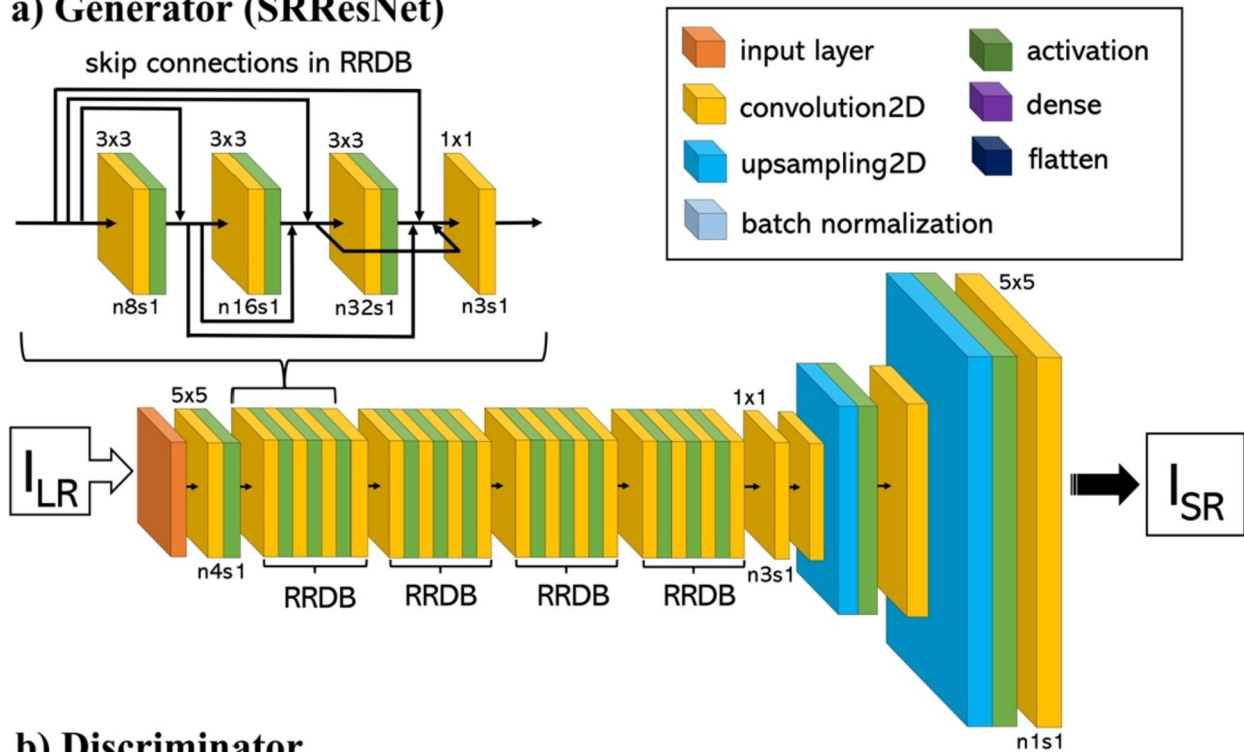 a) Generator (SRResNet)
skip connections in RRDB
3x3 3x3 3x3 1x1
n8s1 n16s1 n32s1 n3s1
input layer
convolution2D
upsampling2D
batch normalization
activation
dense
flatten
I_LR
5x5
n4s1
RRDB RRDB RRDB RRDB
1x1
n3s1
5x5
n1s1
I_SR
b) Discriminator